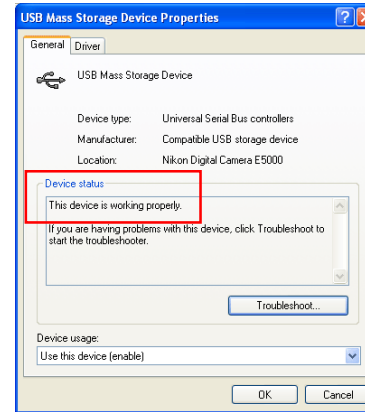 USB Mass Storage Device Properties
General Driver
USB Mass Storage Device
Device type: Universal Serial Bus controllers
Manufacturer: Compatible USB storage device
Location: Nikon Digital Camera E5000
Device status
This device is working properly.
If you are having problems with this device, click Troubleshoot to
start the troubleshooter.
Troubleshoot...
Device usage:
Use this device (enable)
OK Cancel